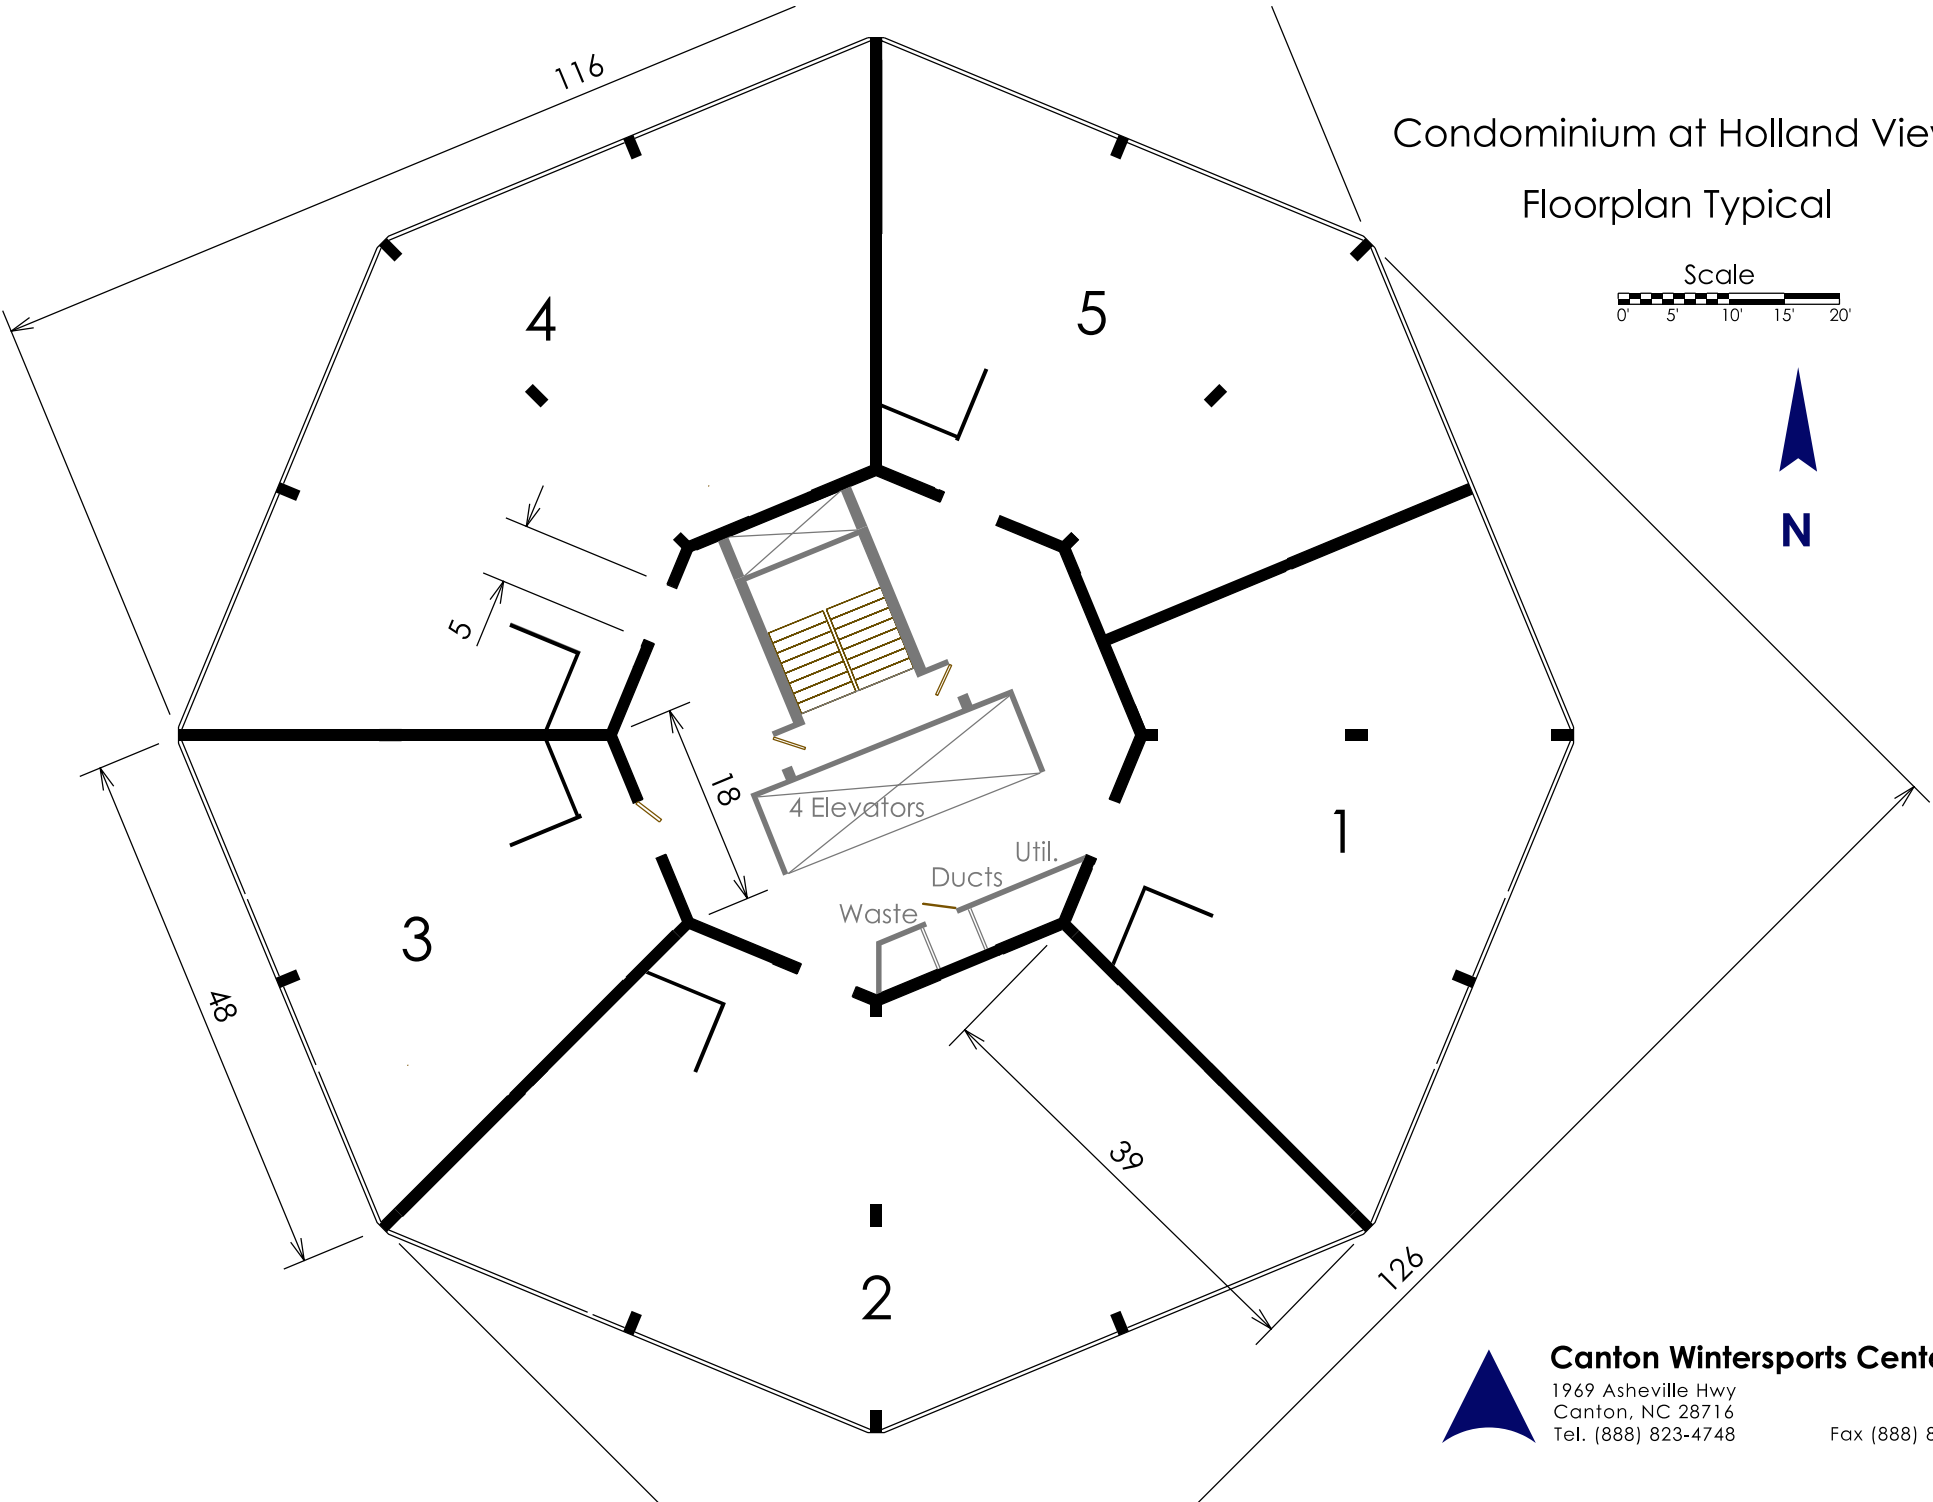 116
Condominium at Holland Vie
Floorplan Typical
Scale
0' 5' 10' 15' 20'
N
4
5
5
18
4 Elevators
1
Util.
Ducts
Waste
3
48
39
126
2
Canton Wintersports Cent
1969 Asheville Hwy
Canton, NC 28716
Tel. (888) 823-4748 Fax (888) 8